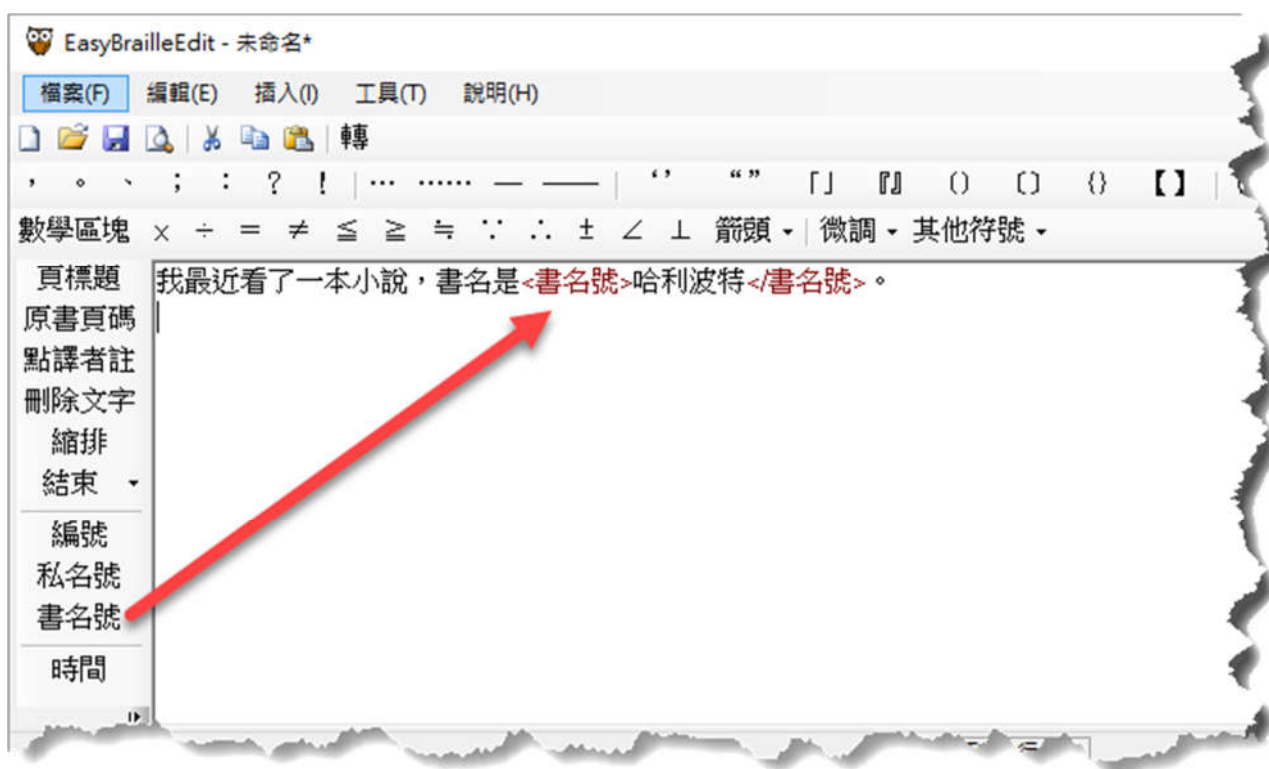 EasyBrailleEdit - 未命名*
檔案(F) 編輯(E) 插入(I) 工具(T) 說明(H)
轉
， 。 、 ； ： ？ ！ … …… — —— ‘’ “” 「」 『』 () 〔〕 {} 【】
數學區塊 × ÷ = ≠ ≦ ≧ ≒ ∵ ∴ ± ∠ ⊥ 箭頭 微調 其他符號
頁標題
我最近看了一本小說，書名是<書名號>哈利波特</書名號>。
原書頁碼
點譯者註
刪除文字
縮排
結束
編號
私名號
書名號
時間